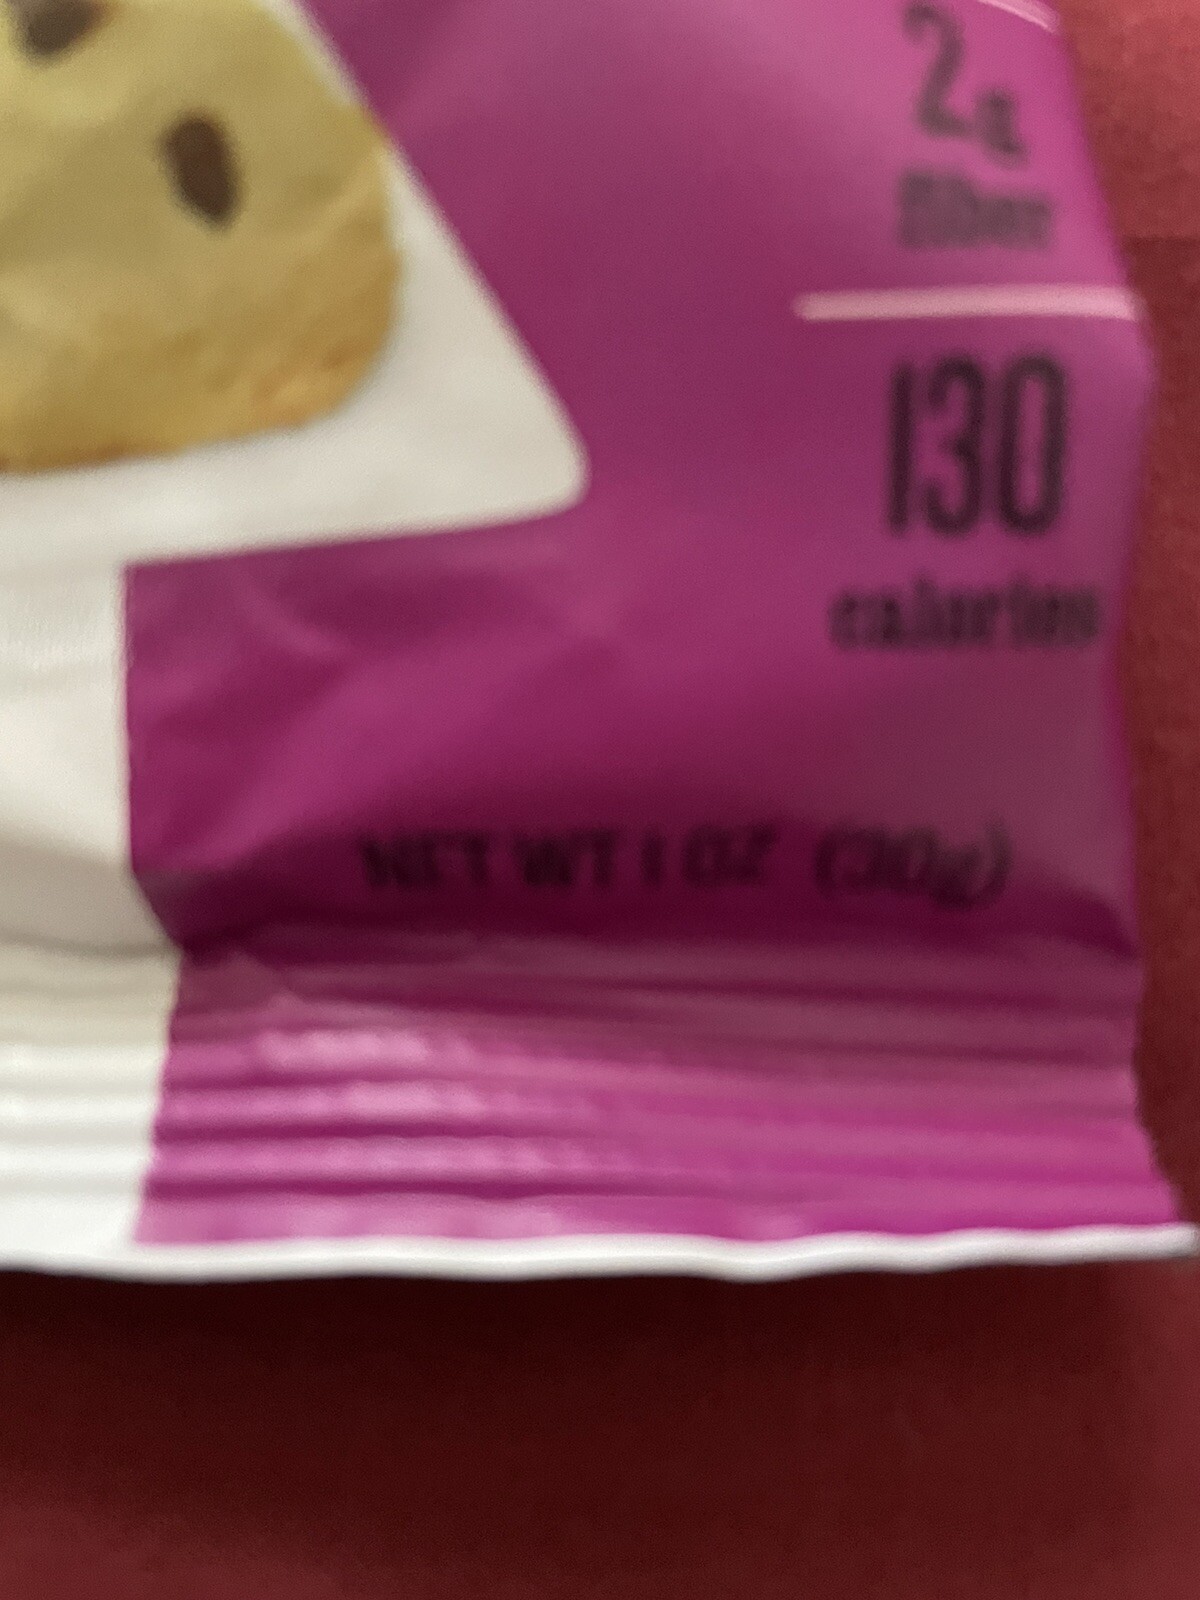 2g
fiber
130
calories
NET WT 1 OZ (30g)